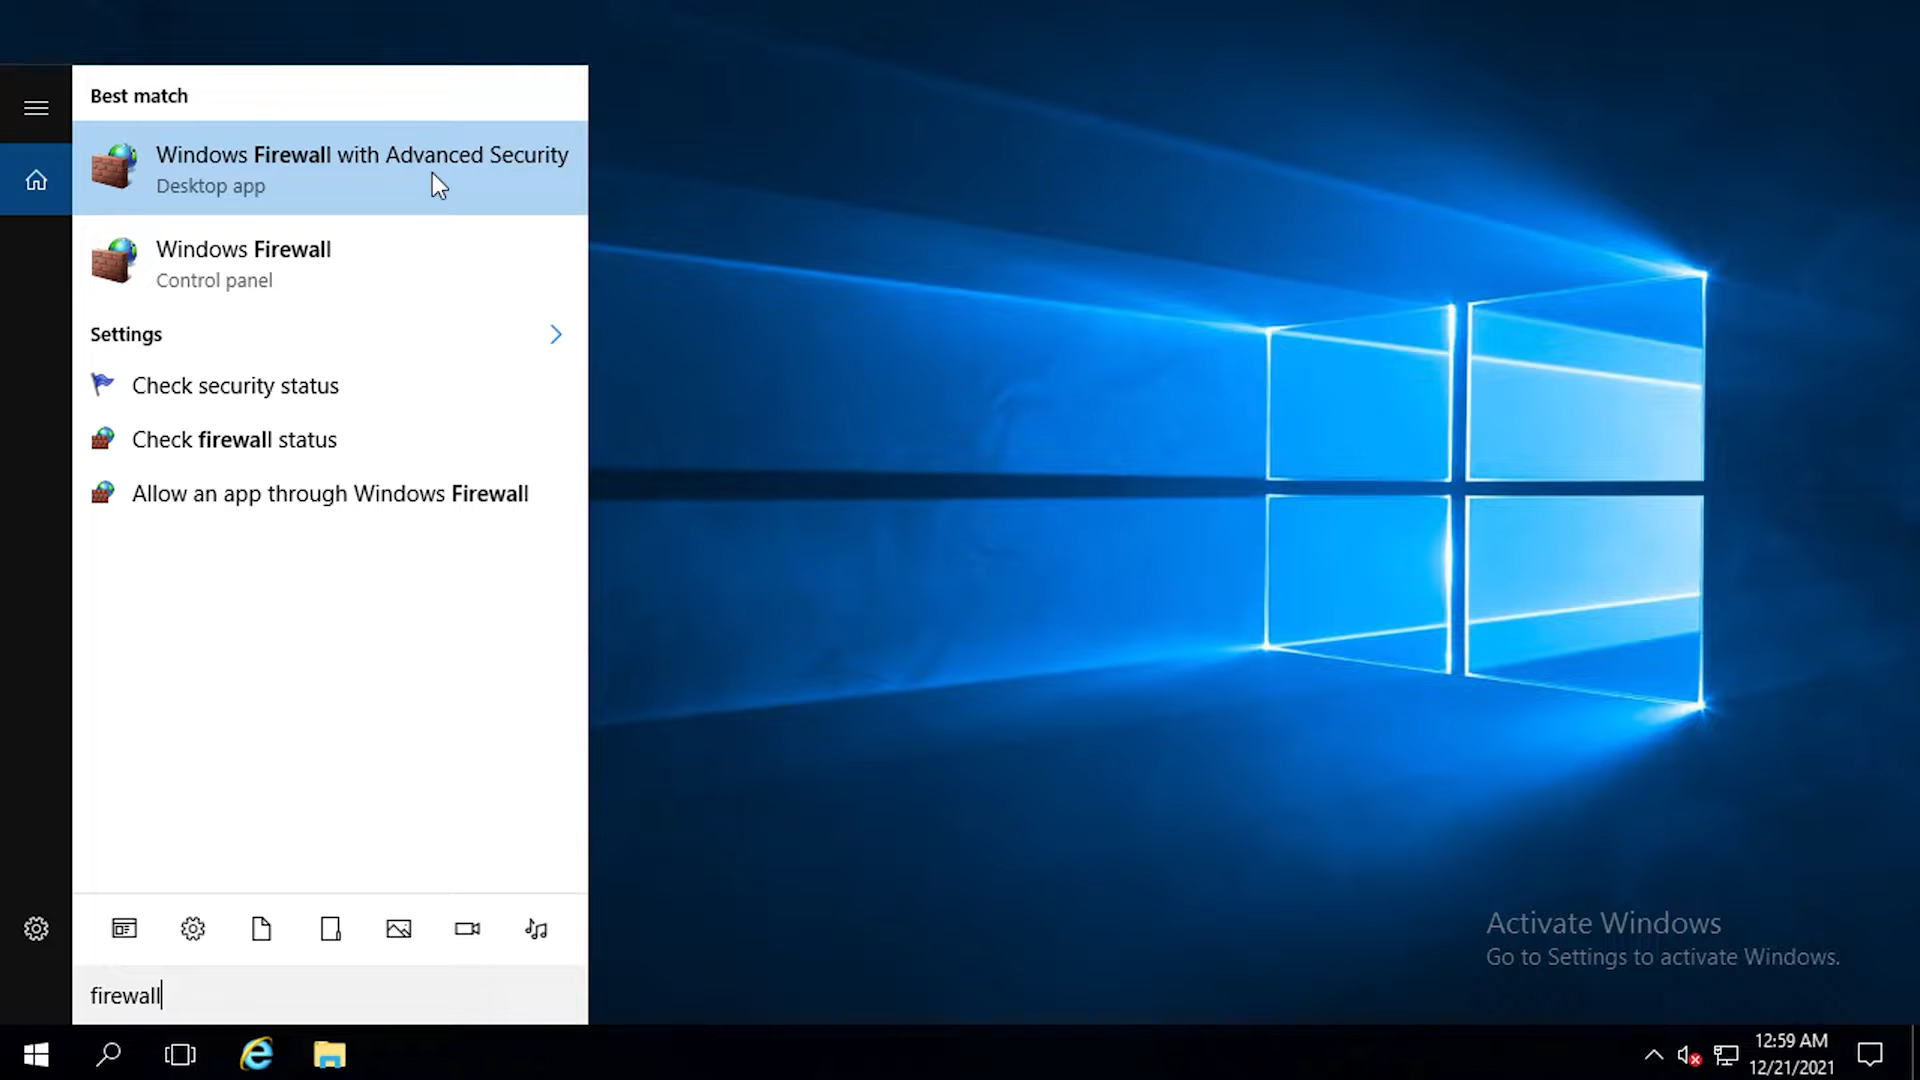 Best match
Windows Firewall with Advanced Security
Desktop app
Windows Firewall
Control panel
Settings
Check security status
Check firewall status
Allow an app through Windows Firewall
Activate Windows
Go to Settings to activate Windows.
firewall
12:59 AM
12/21/2021